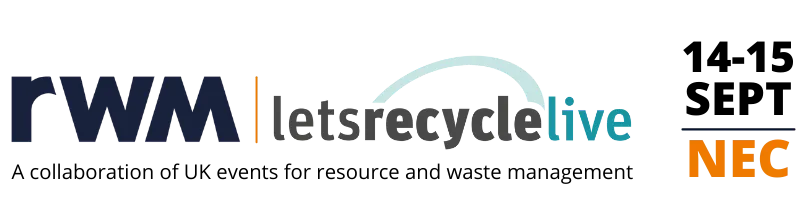 rwm
letsrecyclelive
A collaboration of UK events for resource and waste management
14-15
SEPT
NEC